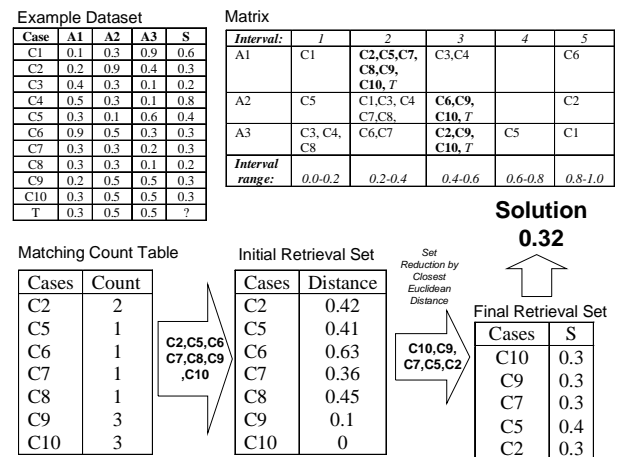 Example Dataset
Case A1 A2 A3 S
C1 0.1 0.3 0.9 0.6
C2 0.2 0.9 0.4 0.3
C3 0.4 0.3 0.1 0.2
C4 0.5 0.3 0.1 0.8
C5 0.3 0.1 0.6 0.4
C6 0.9 0.5 0.3 0.3
C7 0.3 0.3 0.2 0.3
C8 0.3 0.3 0.1 0.2
C9 0.2 0.5 0.5 0.3
C10 0.3 0.5 0.5 0.3
T 0.3 0.5 0.5 ?
Matrix
Interval: 1 2 3 4 5
A1 C1 C2,C5,C7, C3,C4 C6
C8,C9,
C10, T
A2 C5 C1,C3, C4 C6,C9, C2
C7,C8, C10, T
A3 C3, C4, C6,C7 C2,C9, C5 C1
C8 C10, T
Interval
range: 0.0-0.2 0.2-0.4 0.4-0.6 0.6-0.8 0.8-1.0
Solution
0.32
Matching Count Table
Cases Count
C2 2
C5 1
C6 1
C7 1
C8 1
C9 3
C10 3
C2,C5,C6
C7,C8,C9
,C10
Initial Retrieval Set
Cases Distance
C2 0.42
C5 0.41
C6 0.63
C7 0.36
C8 0.45
C9 0.1
C10 0
Set
Reduction by
Closest
Euclidean
Distance
C10,C9,
C7,C5,C2
Final Retrieval Set
Cases S
C10 0.3
C9 0.3
C7 0.3
C5 0.4
C2 0.3